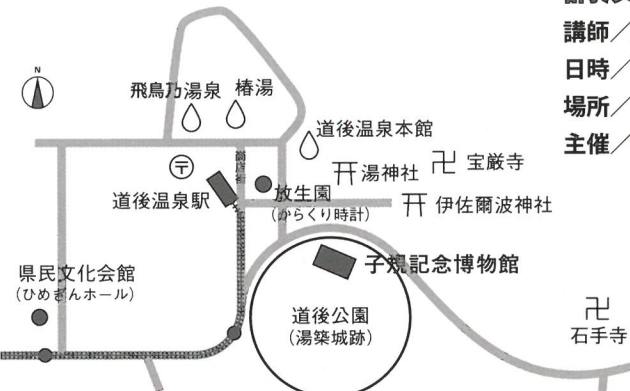 講師／
日時／
場所／
主催／
N
飛鳥乃湯泉
椿湯
道後温泉本館
〒
湯神社
宝厳寺
道後温泉駅
放生園
（からくり時計）
伊佐爾波神社
県民文化会館
（ひめぎんホール）
子規記念博物館
道後公園
（湯築城跡）
石手寺